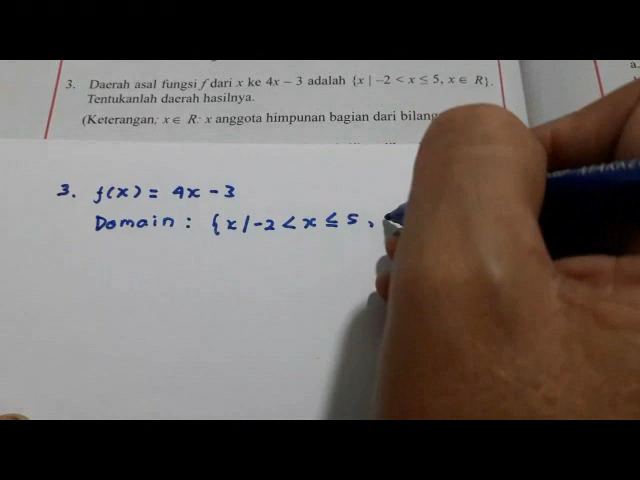 3. Daerah asal fungsi f dari x ke 4x – 3 adalah {x | –2 < x ≤ 5, x ∈ R}.
Tentukanlah daerah hasilnya.
(Keterangan: x ∈ R: x anggota himpunan bagian dari
a.
3. f(x) = 4x - 3
Domain : {x / -2 < x ≤ 5 ,